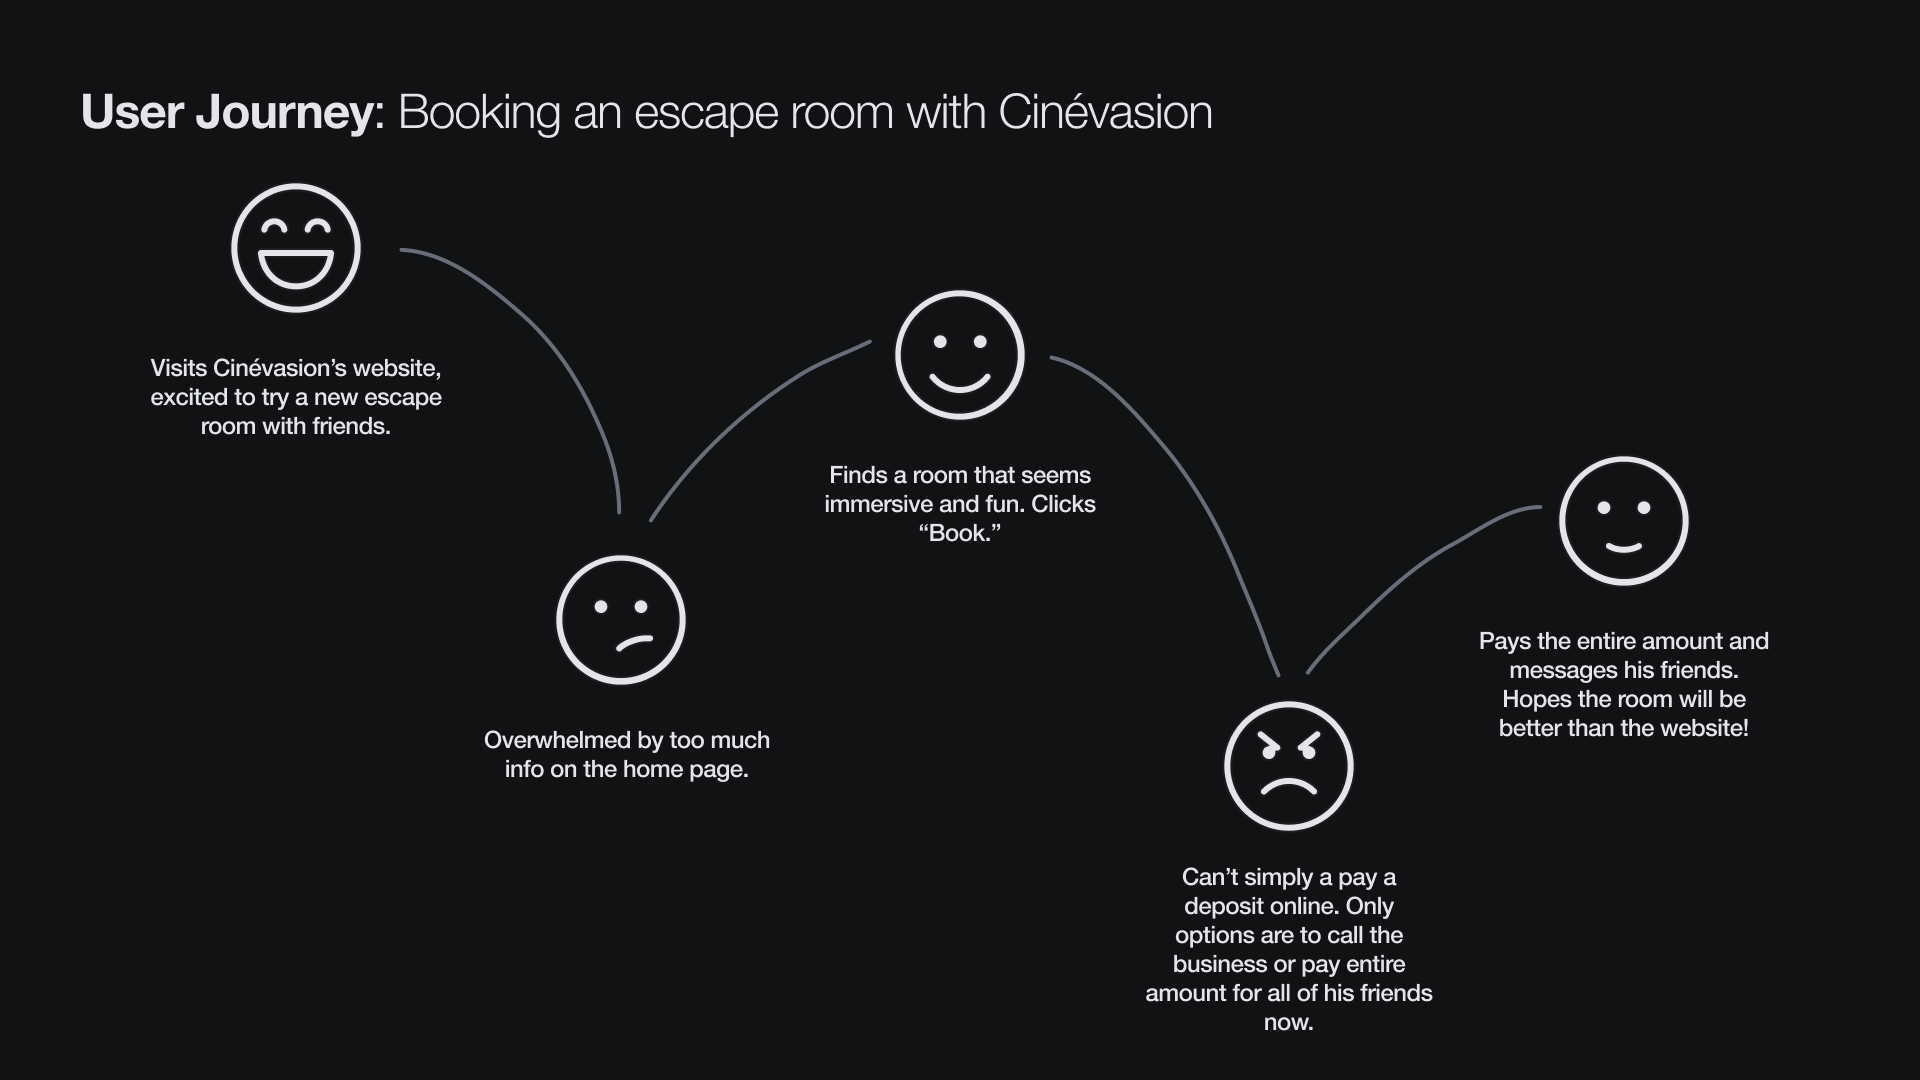 User Journey: Booking an escape room with Cinévasion
Visits Cinévasion’s website,
excited to try a new escape
room with friends.
Overwhelmed by too much
info on the home page.
Finds a room that seems
immersive and fun. Clicks
“Book.”
Can’t simply a pay a
deposit online. Only
options are to call the
business or pay entire
amount for all of his friends
now.
Pays the entire amount and
messages his friends.
Hopes the room will be
better than the website!